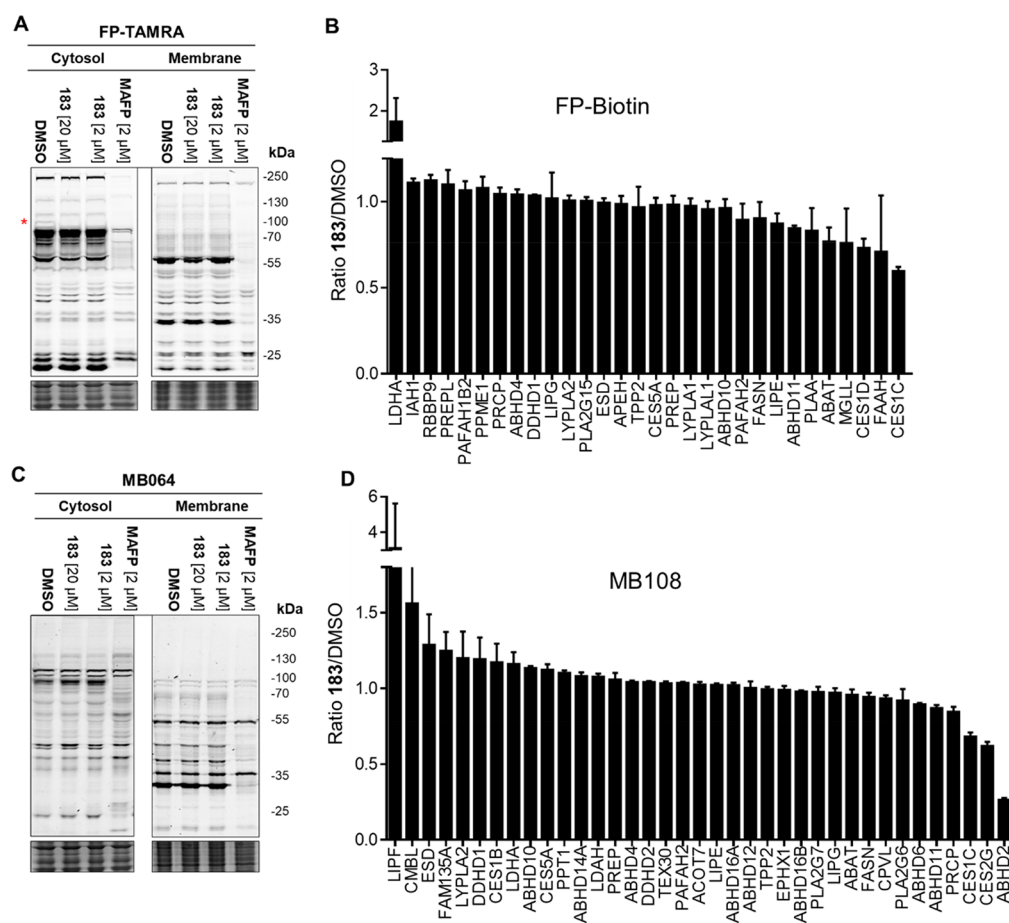 A
FP-TAMRA
Cytosol Membrane
DMSO
183 [20 µM]
183 [2 µM]
MAFP [2 µM]
DMSO
183 [20 µM]
183 [2 µM]
MAFP [2 µM]
kDa
-250
-130
*
-100
-70
-55
-35
-25
B
FP-Biotin
Ratio 183/DMSO
3
2
1.0
0.5
0.0
LDHA
IAH1
RBBP9
PREPL
PAFAH1B2
PPME1
PRCP
ABHD4
DDHD1
LIPG
LYPLA2
PLA2G15
ESD
APEH
TPP2
CES5A
PREP
LYPLA1
LYPLAL1
ABHD10
PAFAH2
FASN
LIPE
ABHD11
PLAA
ABAT
MGLL
CES1D
FAAH
CES1C
C
MB064
Cytosol Membrane
DMSO
183 [20 µM]
183 [2 µM]
MAFP [2 µM]
DMSO
183 [20 µM]
183 [2 µM]
MAFP [2 µM]
kDa
-250
-130
-100
-70
-55
-35
-25
D
MB108
Ratio 183/DMSO
6
4
1.5
1.0
0.5
0.0
LIPF
CMBL
ESD
FAM135A
LYPLA2
DDHD1
CES1B
LDHA
ABHD10
CES5A
PPT1
ABHD14A
LDAH
PREP
ABHD4
DDHD2
TEX30
PAFAH2
ACOT7
LIPE
ABHD16A
ABHD12
TPP2
EPHX1
ABHD16B
PLA2G7
LIPG
ABAT
FASN
CPVL
PLA2G6
ABHD6
ABHD11
PRCP
CES1C
CES2G
ABHD2